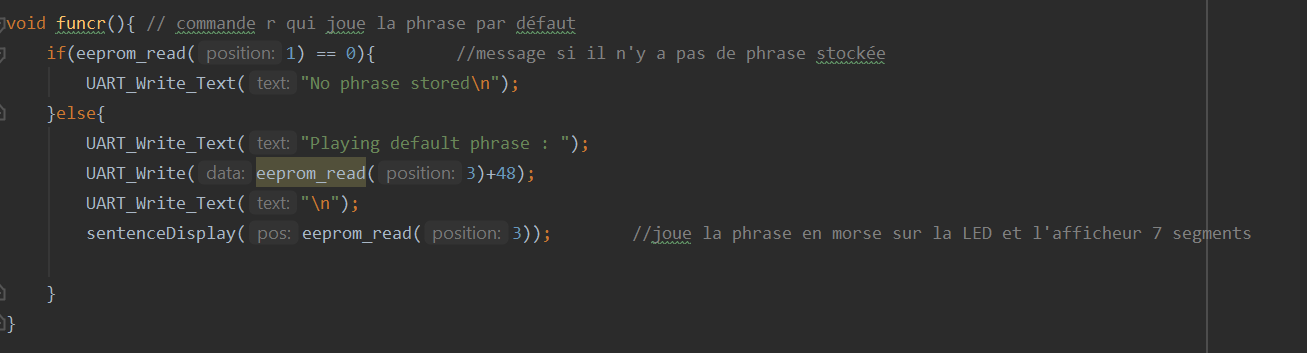 void funcr(){ // commande r qui joue la phrase par défaut
if(eeprom_read( position: 1) == 0){ //message si il n'y a pas de phrase stockée
UART_Write_Text( text: "No phrase stored\n");
}else{
UART_Write_Text( text: "Playing default phrase : ");
UART_Write( data: eeprom_read( position: 3)+48);
UART_Write_Text( text: "\n");
sentenceDisplay( pos: eeprom_read( position: 3)); //joue la phrase en morse sur la LED et l'afficheur 7 segments
}
}